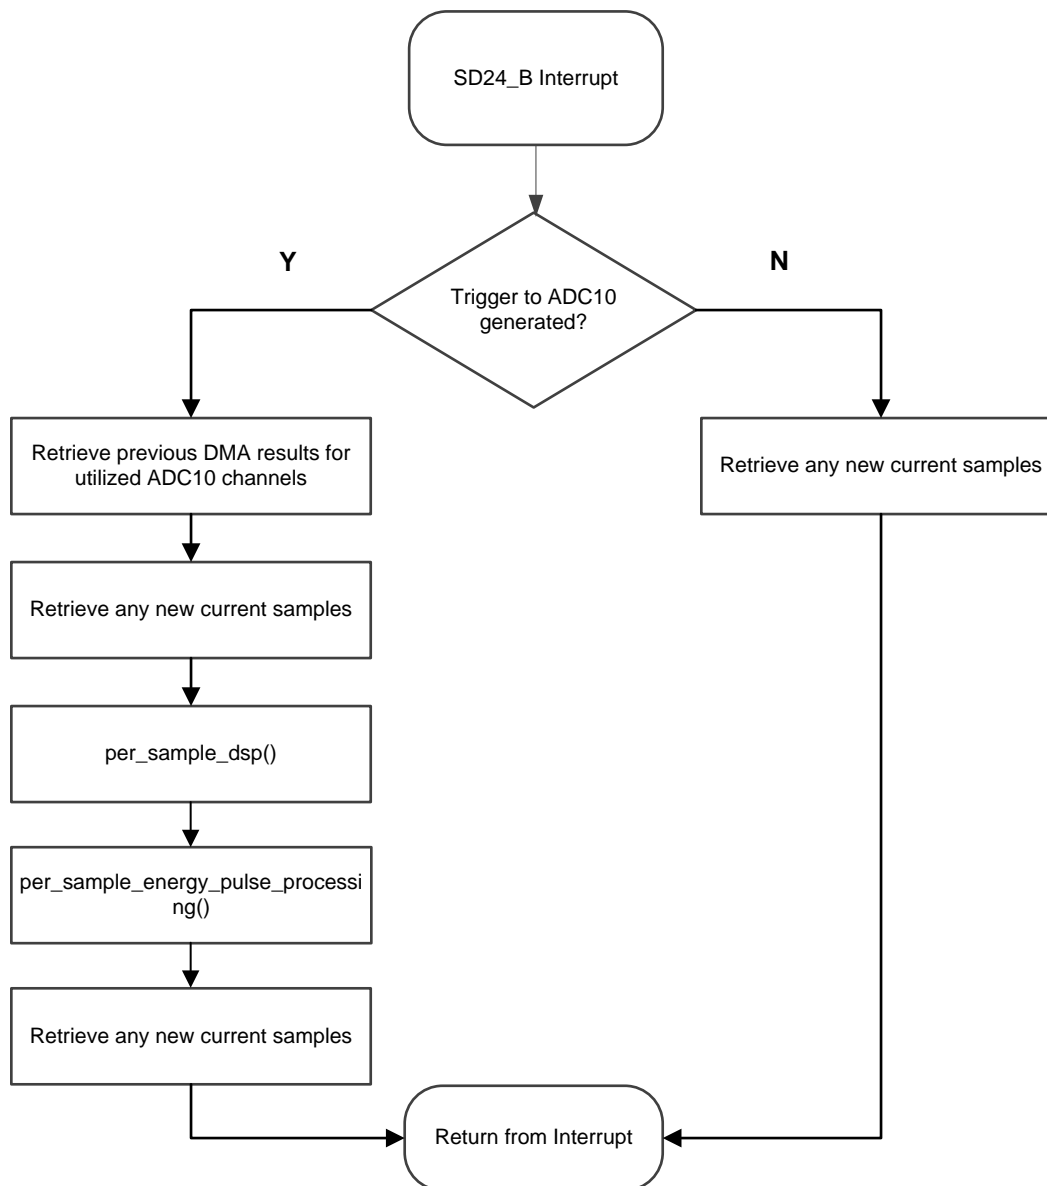 SD24_B Interrupt
Y
N
Trigger to ADC10
generated?
Retrieve previous DMA results for
utilized ADC10 channels
Retrieve any new current samples
Retrieve any new current samples
per_sample_dsp()
per_sample_energy_pulse_processi
ng()
Retrieve any new current samples
Return from Interrupt